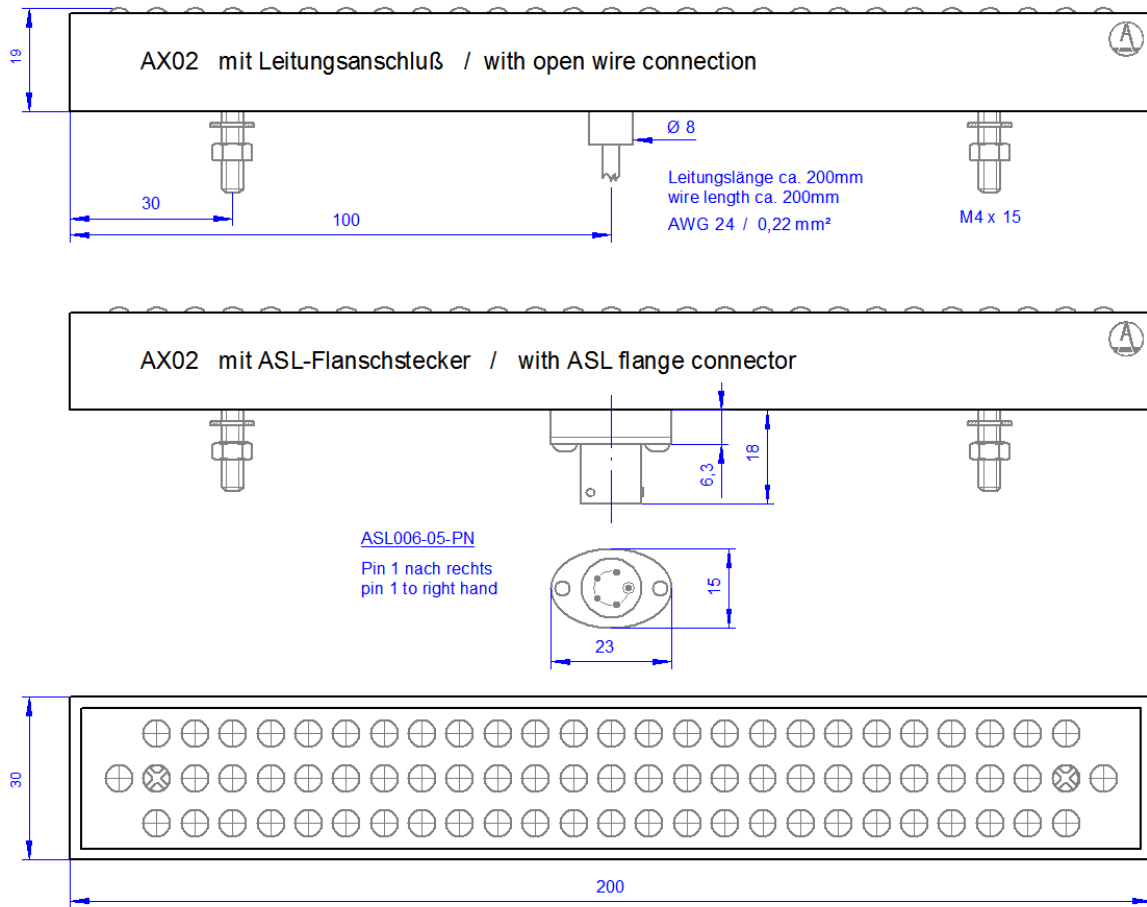 19
AX02 mit Leitungsanschluß / with open wire connection
A
Ø 8
30
100
Leitungslänge ca. 200mm
wire length ca. 200mm
AWG 24 / 0,22 mm²
M4 x 15
AX02 mit ASL-Flanschstecker / with ASL flange connector
A
6,3
18
ASL006-05-PN
Pin 1 nach rechts
pin 1 to right hand
15
23
30
200